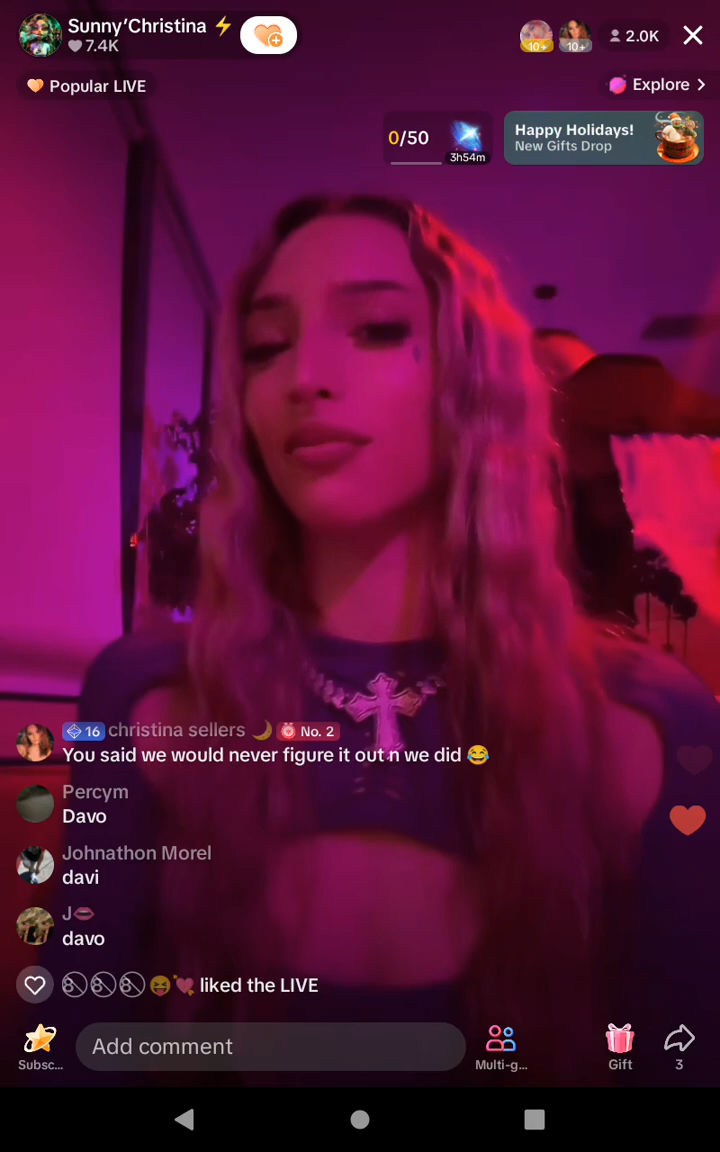 Sunny’Christina ⚡
7.4K
10+
10+
2.0K
Popular LIVE
Explore
0/50
3h54m
Happy Holidays!
New Gifts Drop
16 christina sellers 🌙 No. 2
You said we would never figure it out n we did 😂
Percym
Davo
Johnathon Morel
davi
J🫦
davo
😝💘 liked the LIVE
Subsc...
Add comment
Multi-g...
Gift
3